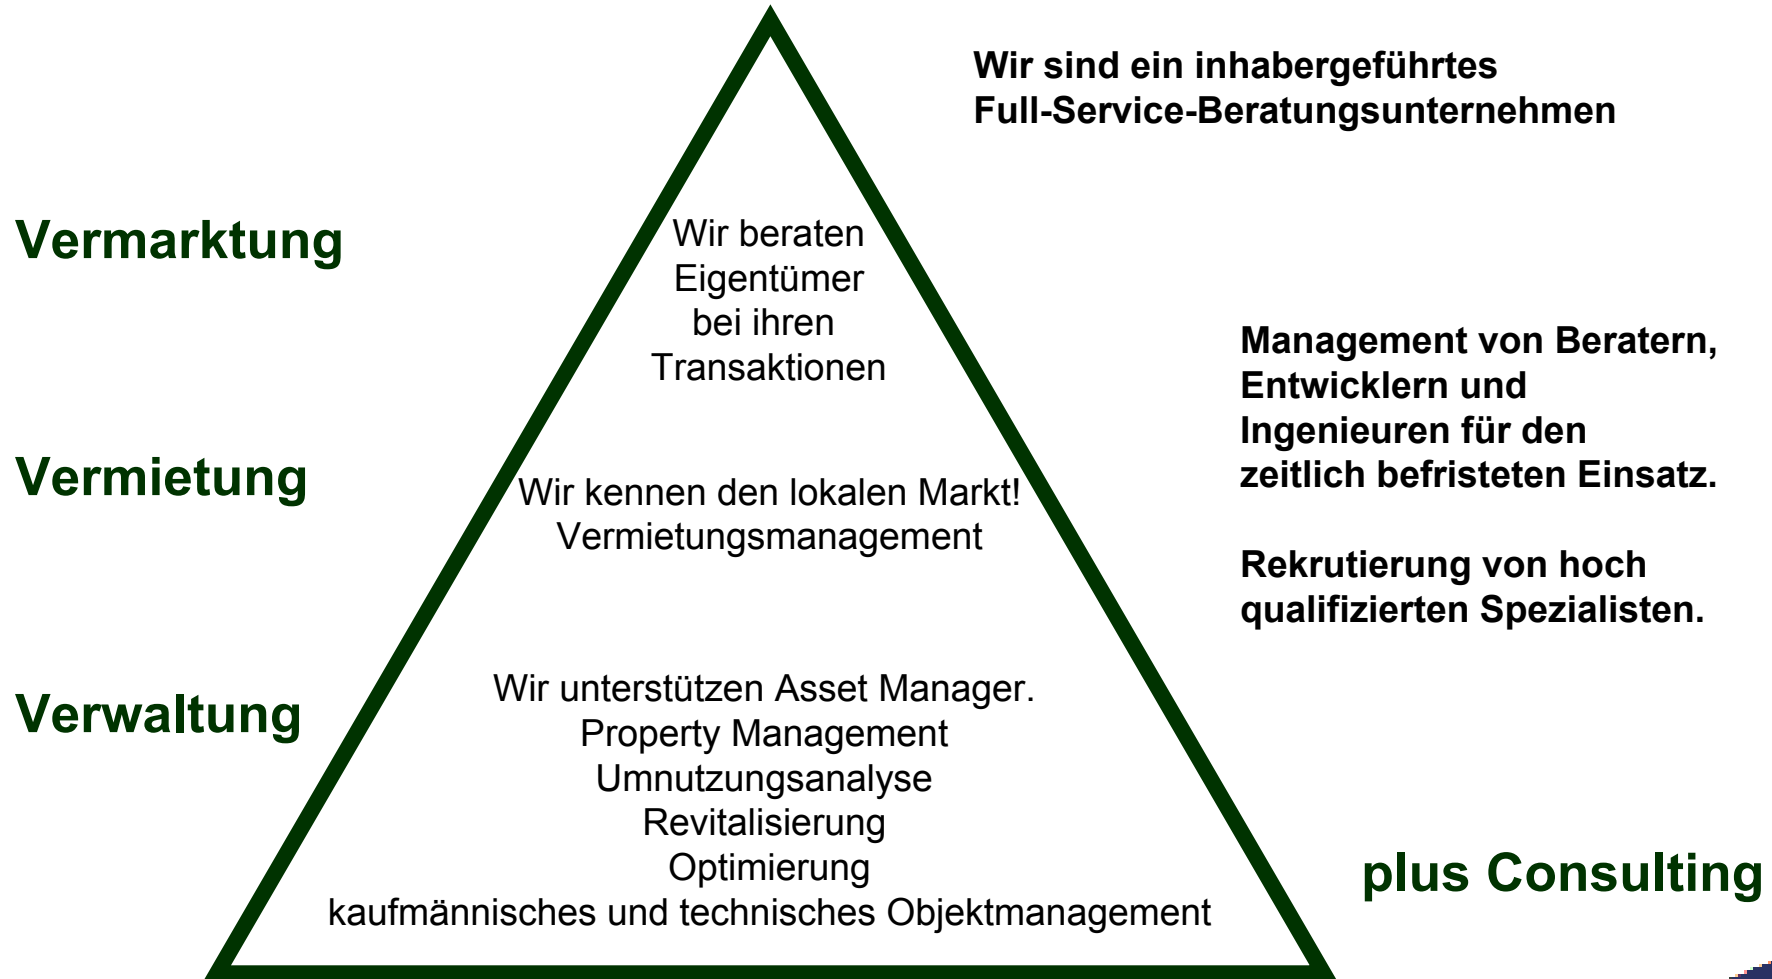 Wir sind ein inhabergeführtes
Full-Service-Beratungsunternehmen
Vermarktung
Wir beraten
Eigentümer
bei ihren
Transaktionen
Management von Beratern,
Entwicklern und
Ingenieuren für den
zeitlich befristeten Einsatz.
Vermietung
Wir kennen den lokalen Markt!
Vermietungsmanagement
Rekrutierung von hoch
qualifizierten Spezialisten.
Verwaltung
Wir unterstützen Asset Manager.
Property Management
Umnutzungsanalyse
Revitalisierung
Optimierung
kaufmännisches und technisches Objektmanagement
plus Consulting